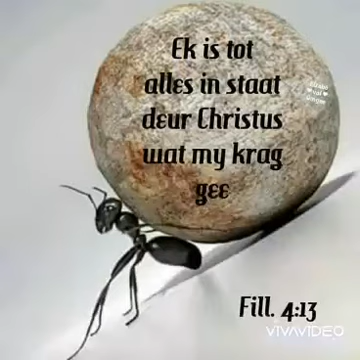 Ek is tot
alles in staat
deur Christus
wat my krag
gee
Fill. 4:13
VIVAVIDEO